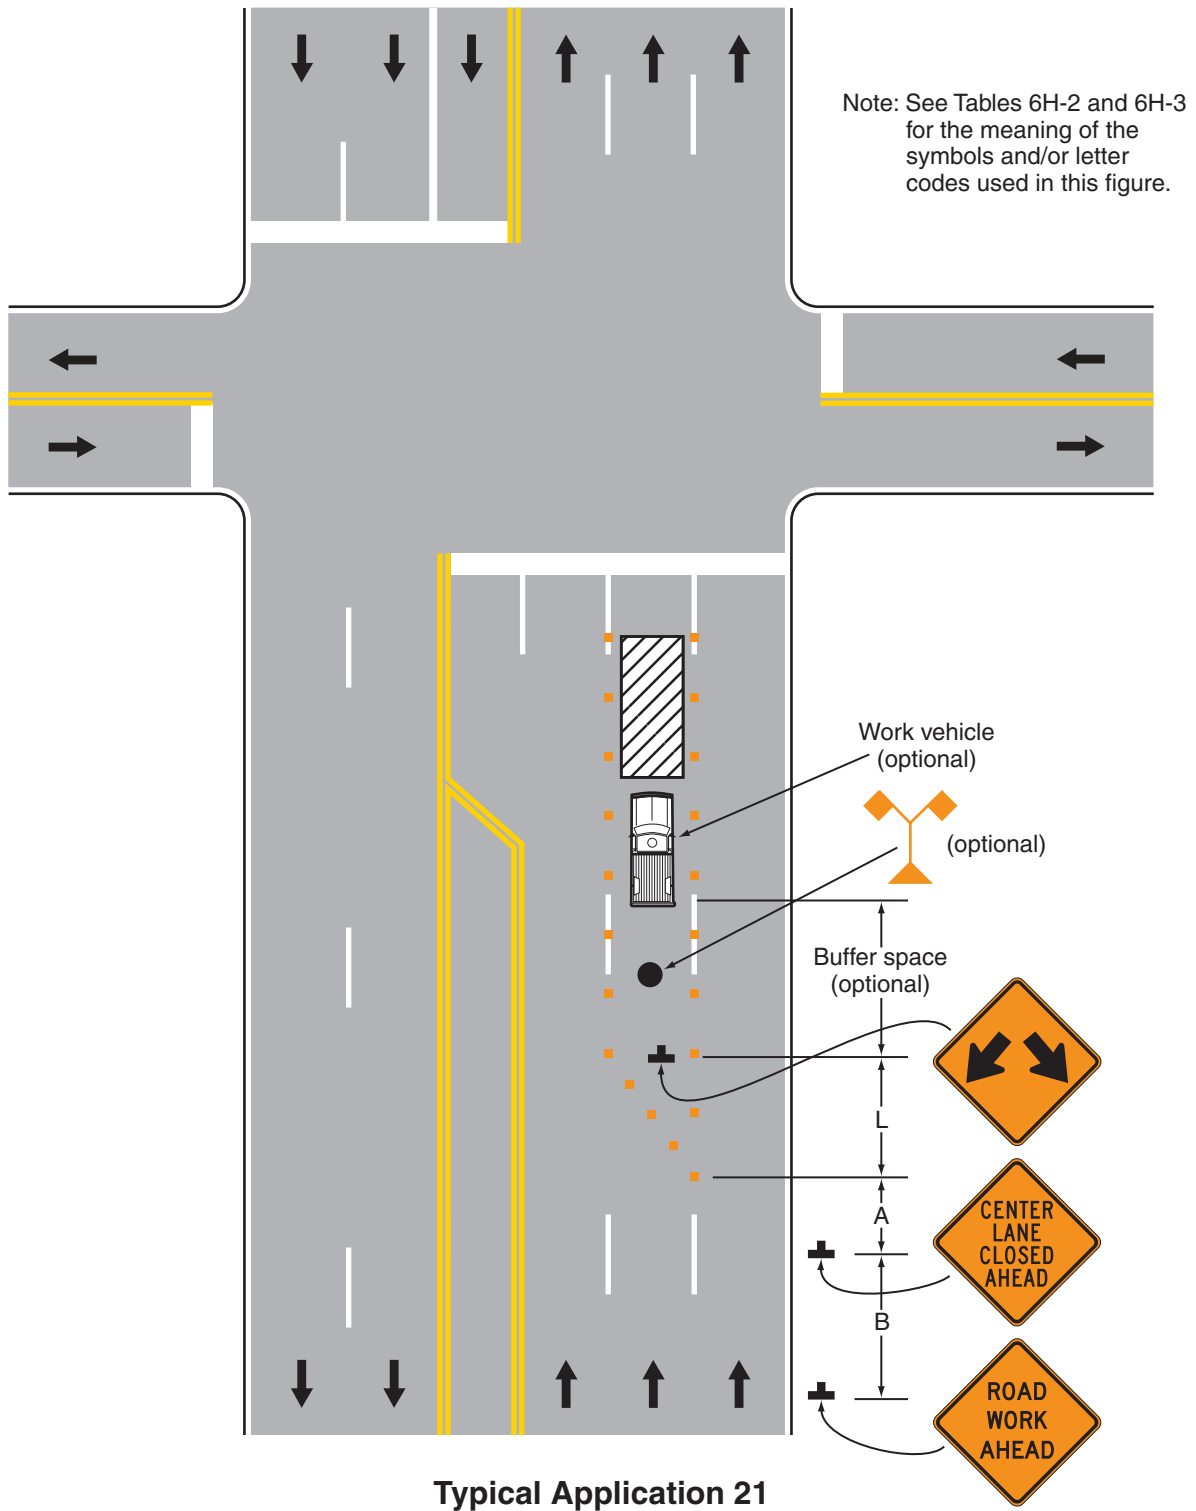 Note: See Tables 6H-2 and 6H-3
for the meaning of the
symbols and/or letter
codes used in this figure.
Work vehicle
(optional)
(optional)
Buffer space
(optional)
L
A
CENTER
LANE
CLOSED
AHEAD
B
ROAD
WORK
AHEAD
Typical Application 21